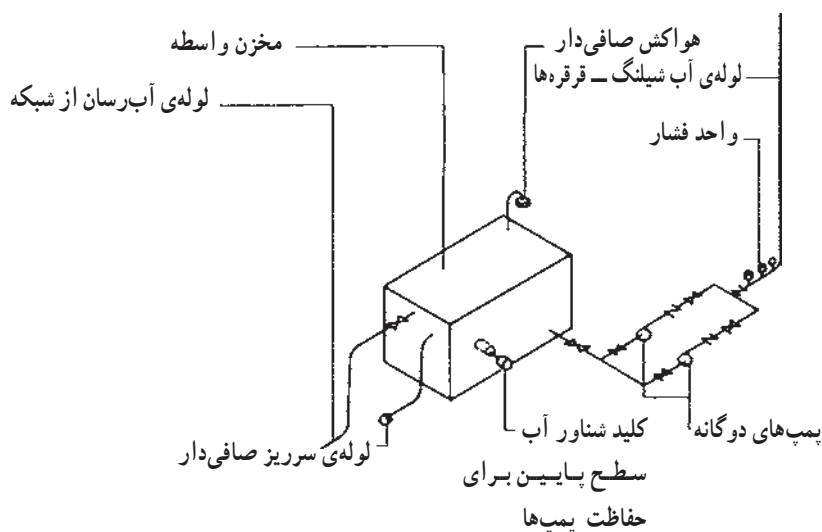 هواکش صافی‌دار
لوله‌ی آب شیلنگ ــ قرقره‌ها
واحد فشار
مخزن واسطه
لوله‌ی آب‌رسان از شبکه
پمپ‌های دوگانه
کلید شناور آب
سطح پایین برای
حفاظت پمپ‌ها
لوله‌ی سرریز صافی‌دار